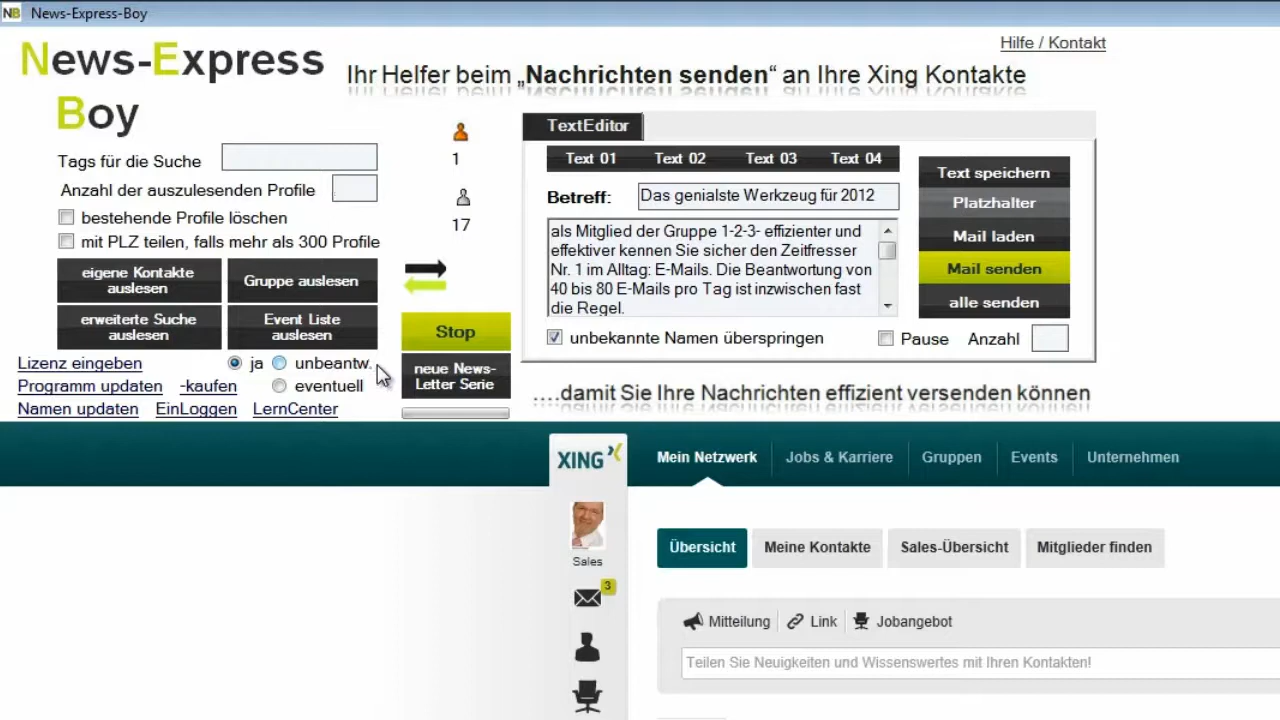 NB News-Express-Boy
News-Express
Boy
Ihr Helfer beim „Nachrichten senden“ an Ihre Xing Kontakte
Hilfe / Kontakt
Tags für die Suche
Anzahl der auszulesenden Profile
bestehende Profile löschen
mit PLZ teilen, falls mehr als 300 Profile
eigene Kontakte
auslesen
Gruppe auslesen
erweiterte Suche
auslesen
Event Liste
auslesen
Lizenz eingeben
ja
unbeantw.
Programm updaten
-kaufen
eventuell
Namen updaten
EinLoggen
LernCenter
1
17
Stop
neue News-
Letter Serie
TextEditor
Text 01
Text 02
Text 03
Text 04
Betreff:
Das genialste Werkzeug für 2012
als Mitglied der Gruppe 1-2-3- effizienter und
effektiver kennen Sie sicher den Zeitfresser
Nr. 1 im Alltag: E-Mails. Die Beantwortung von
40 bis 80 E-Mails pro Tag ist inzwischen fast
die Regel.
unbekannte Namen überspringen
Pause
Anzahl
Text speichern
Platzhalter
Mail laden
Mail senden
alle senden
....damit Sie Ihre Nachrichten effizient versenden können
XING
Mein Netzwerk
Jobs & Karriere
Gruppen
Events
Unternehmen
Sales
3
Übersicht
Meine Kontakte
Sales-Übersicht
Mitglieder finden
Mitteilung
Link
Jobangebot
Teilen Sie Neuigkeiten und Wissenswertes mit Ihren Kontakten!